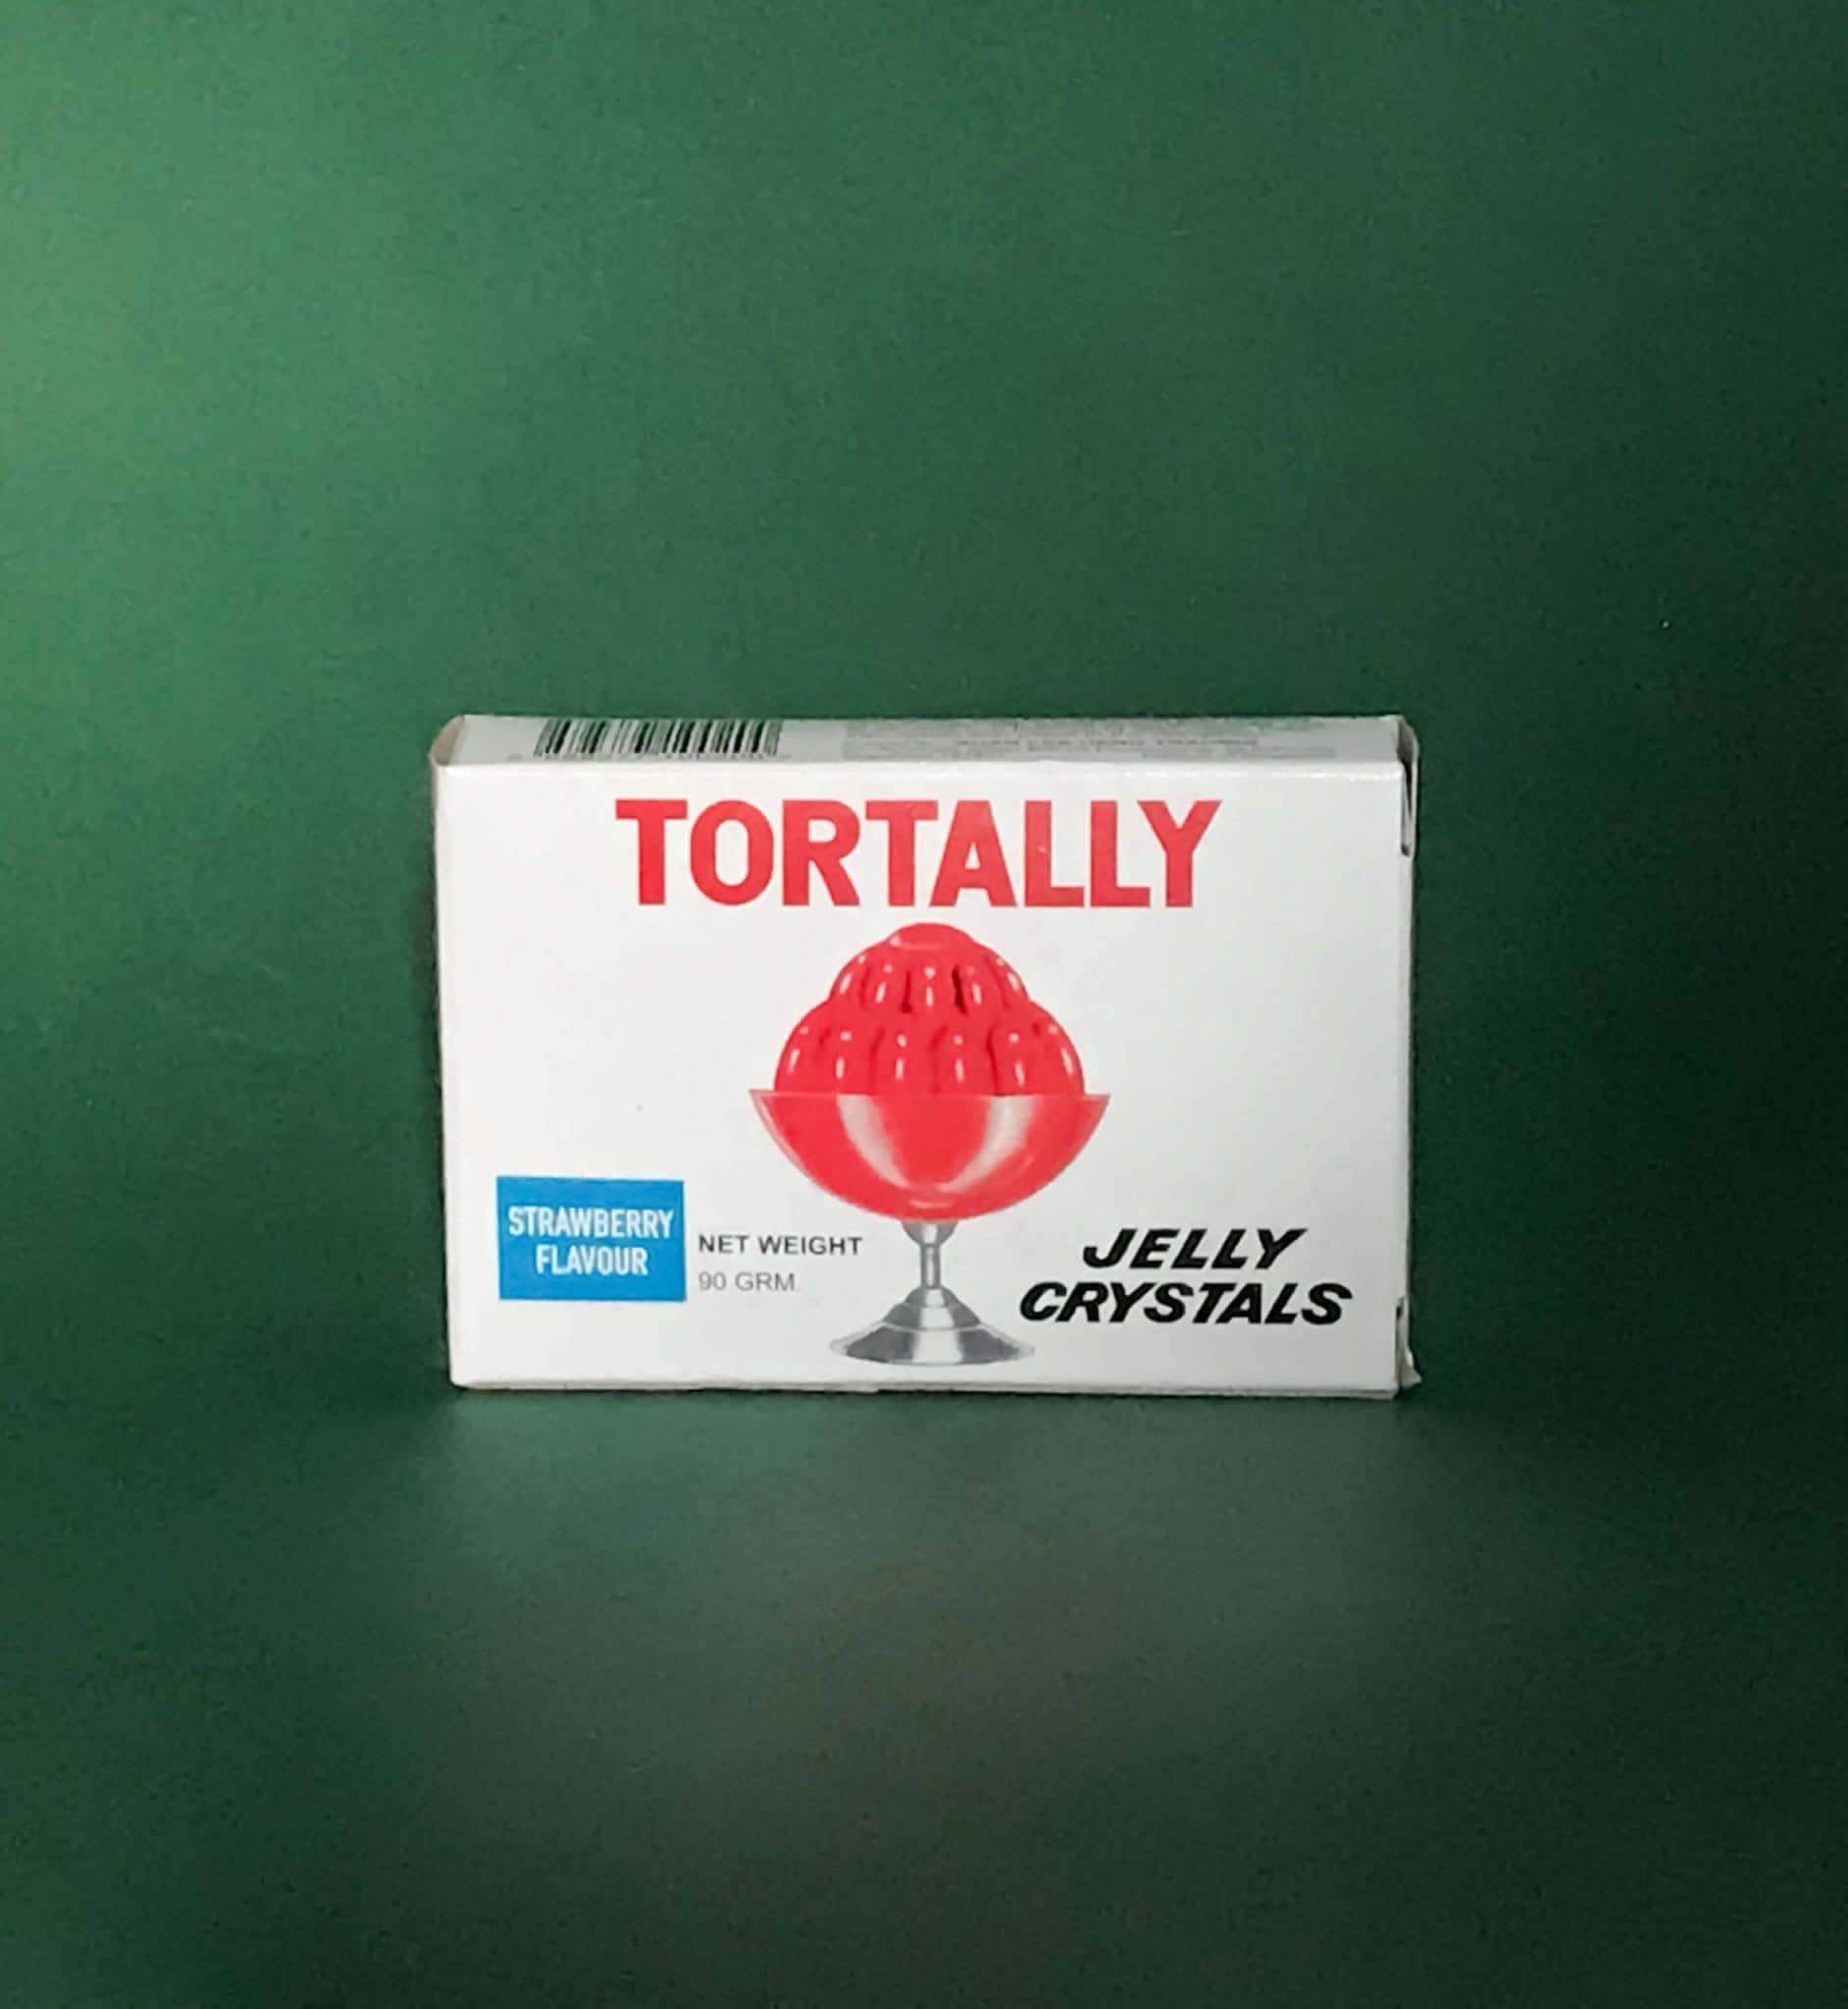 TORTALLY
STRAWBERRY
FLAVOUR
NET WEIGHT
90 GRM.
JELLY
CRYSTALS